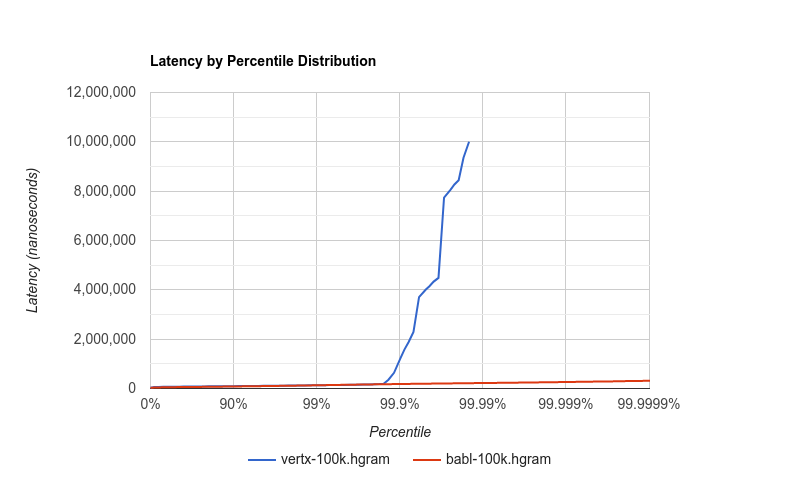 Latency by Percentile Distribution
12,000,000
10,000,000
8,000,000
6,000,000
4,000,000
2,000,000
0
Latency (nanoseconds)
0% 90% 99% 99.9% 99.99% 99.999% 99.9999%
Percentile
vertx-100k.hgram babl-100k.hgram